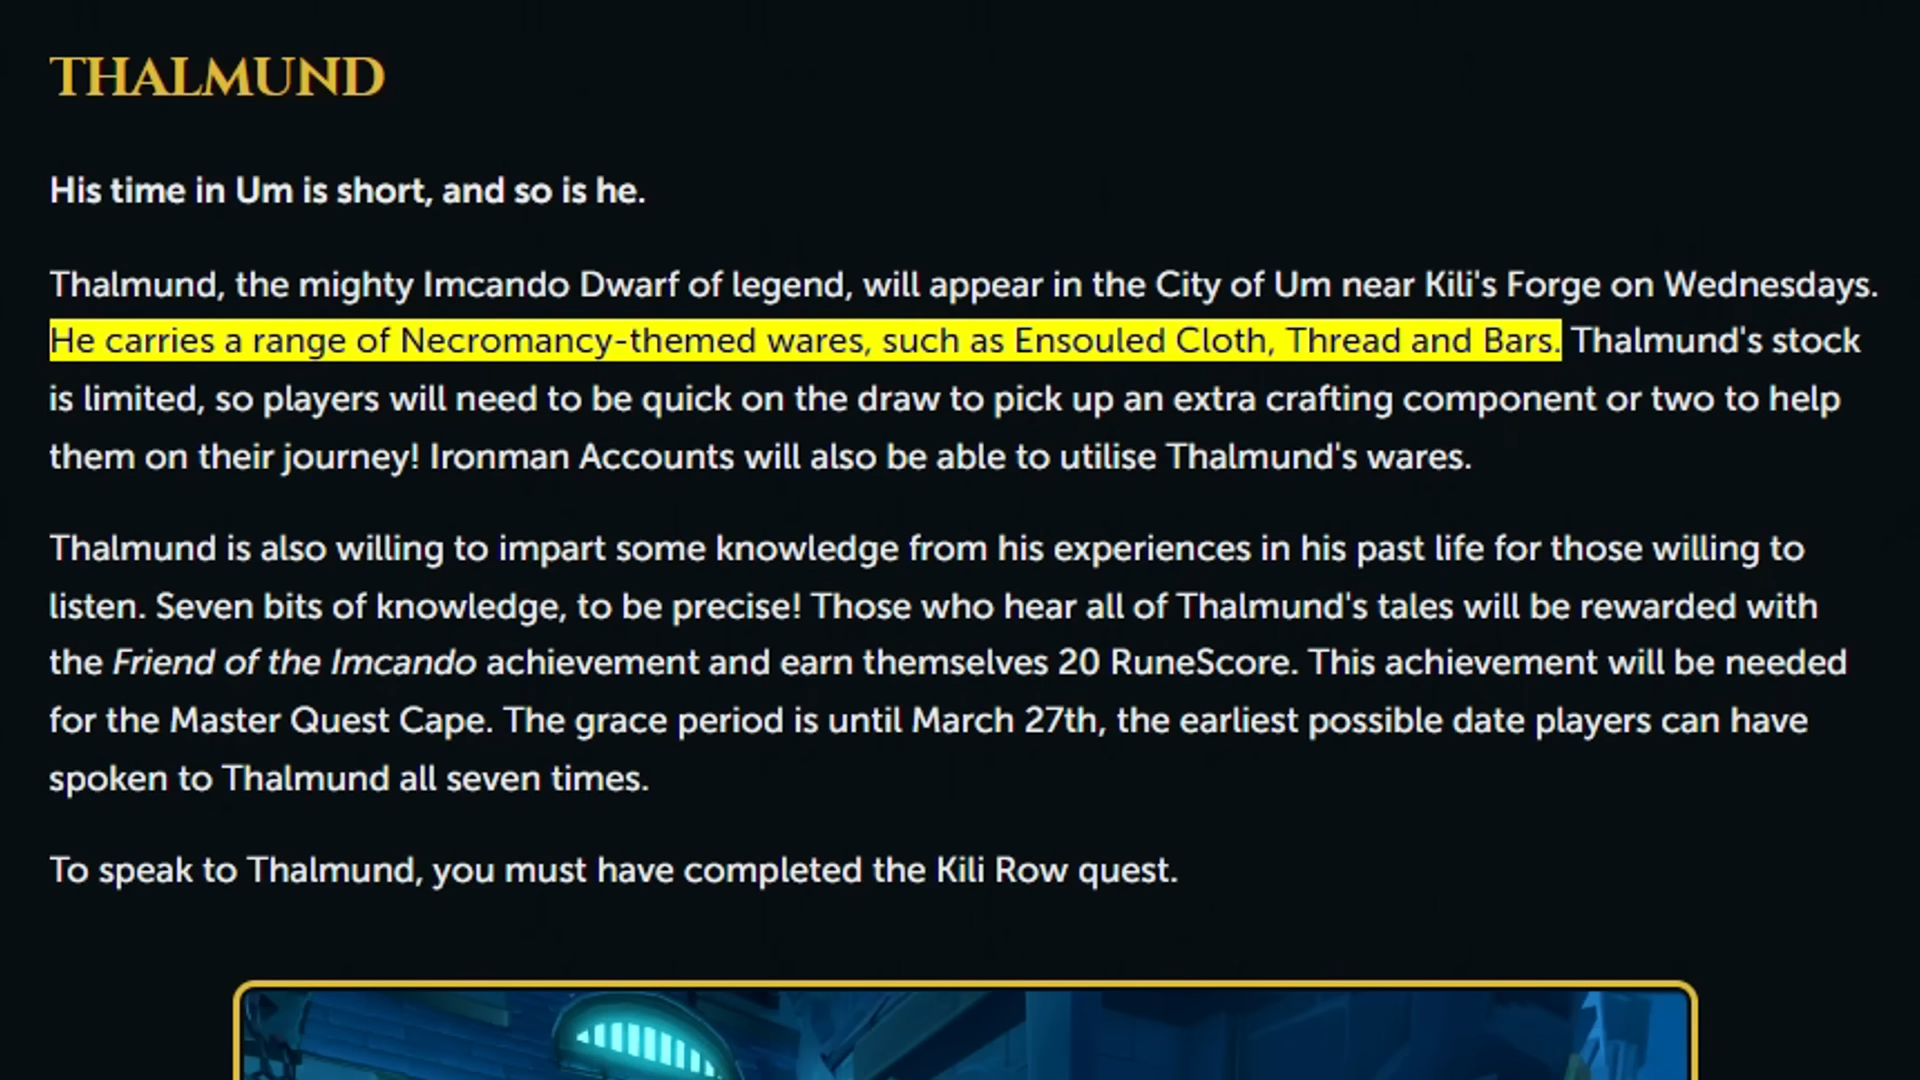 THALMUND
His time in Um is short, and so is he.
Thalmund, the mighty Imcando Dwarf of legend, will appear in the City of Um near Kili's Forge on Wednesdays.
He carries a range of Necromancy-themed wares, such as Ensouled Cloth, Thread and Bars. Thalmund's stock
is limited, so players will need to be quick on the draw to pick up an extra crafting component or two to help
them on their journey! Ironman Accounts will also be able to utilise Thalmund's wares.
Thalmund is also willing to impart some knowledge from his experiences in his past life for those willing to
listen. Seven bits of knowledge, to be precise! Those who hear all of Thalmund's tales will be rewarded with
the Friend of the Imcando achievement and earn themselves 20 RuneScore. This achievement will be needed
for the Master Quest Cape. The grace period is until March 27th, the earliest possible date players can have
spoken to Thalmund all seven times.
To speak to Thalmund, you must have completed the Kili Row quest.